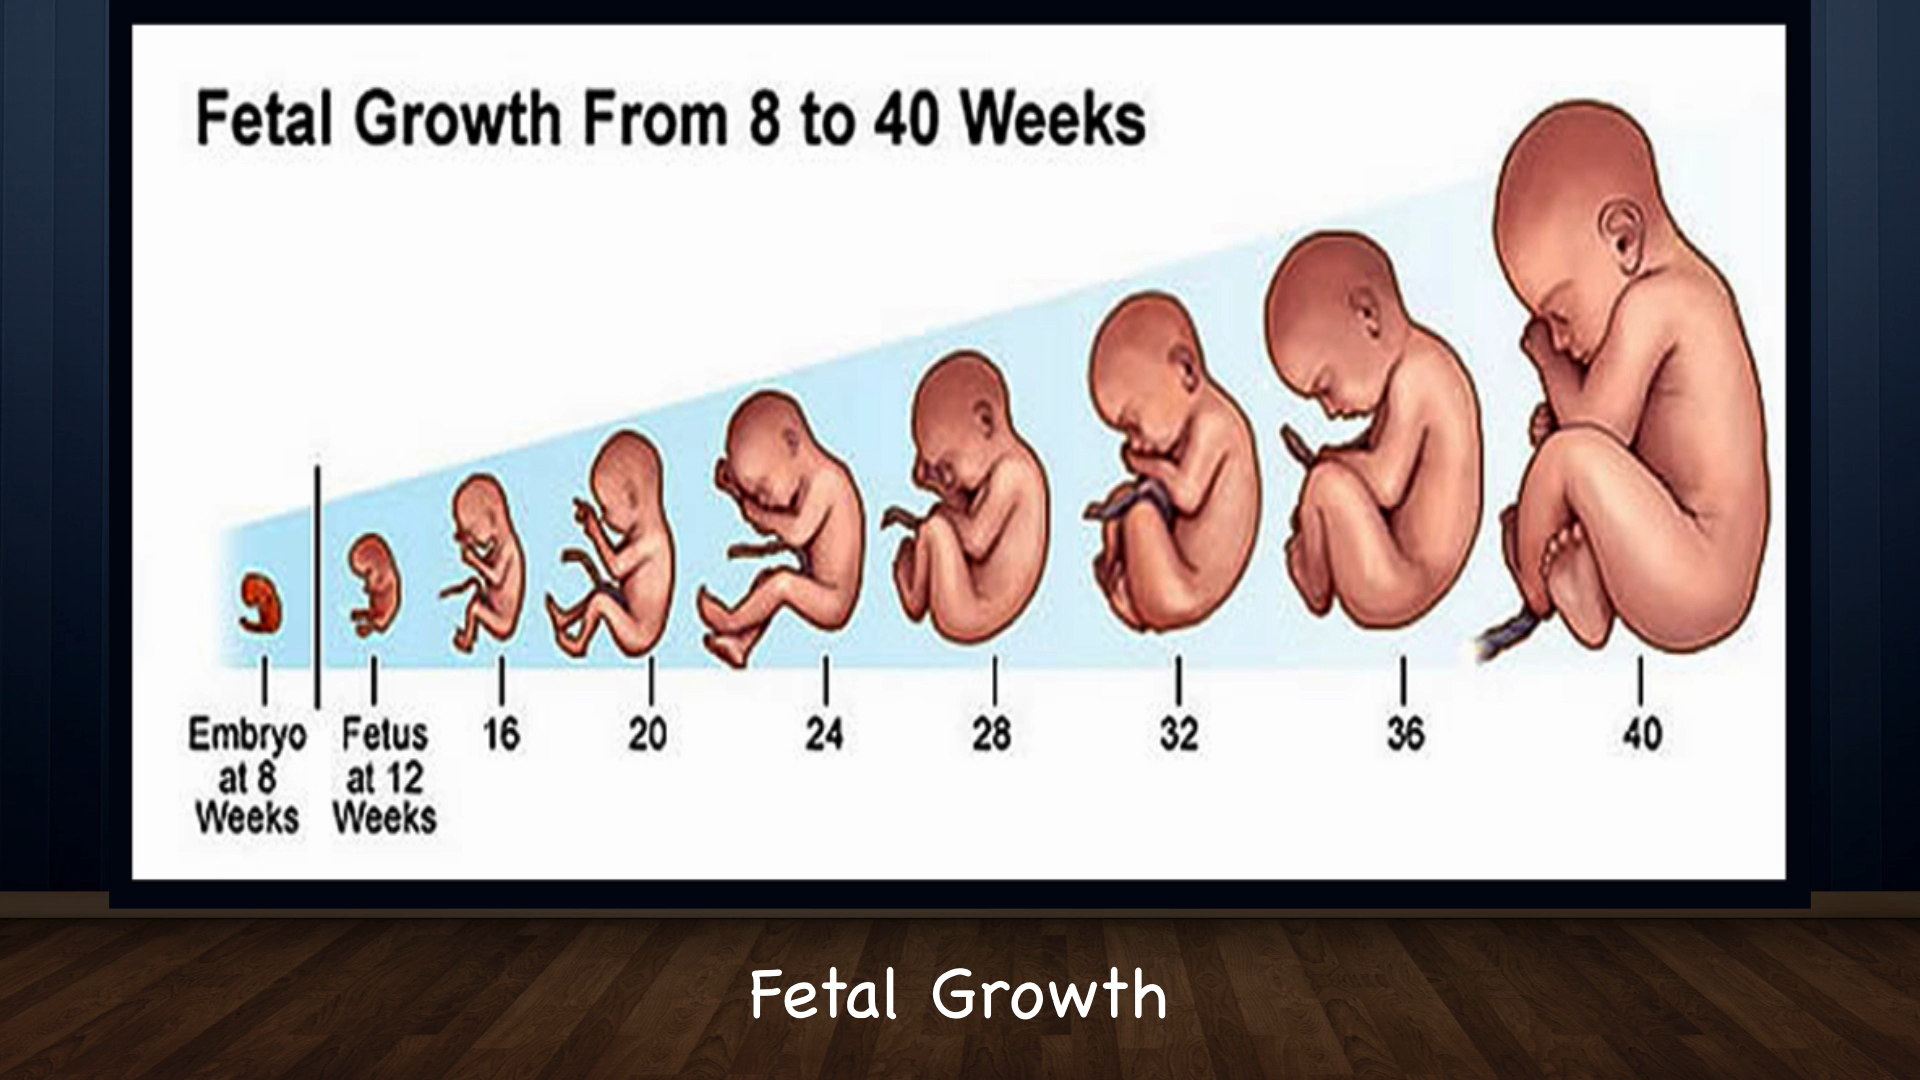 Fetal Growth From 8 to 40 Weeks
Embryo
at 8
Weeks
Fetus
at 12
Weeks
16
20
24
28
32
36
40
Fetal Growth